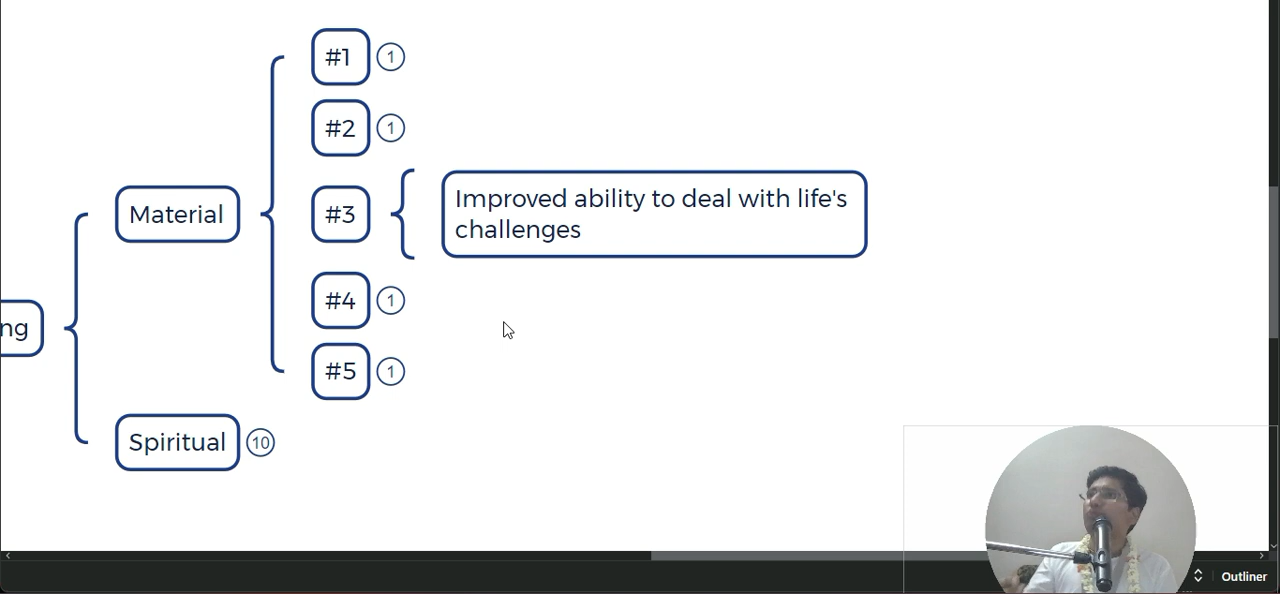 #1 1
#2 1
Material
#3
Improved ability to deal with life's
challenges
#4 1
ng
#5 1
Spiritual 10
Outliner